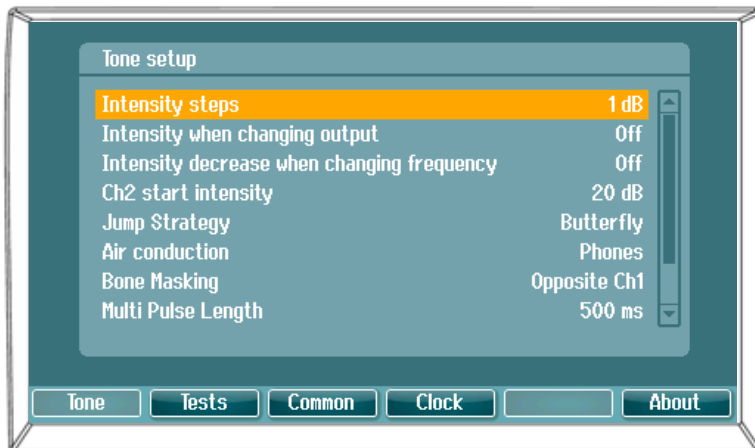 Tone setup
Intensity steps 1 dB
Intensity when changing output Off
Intensity decrease when changing frequency Off
Ch2 start intensity 20 dB
Jump Strategy Butterfly
Air conduction Phones
Bone Masking Opposite Ch1
Multi Pulse Length 500 ms
Tone Tests Common Clock About